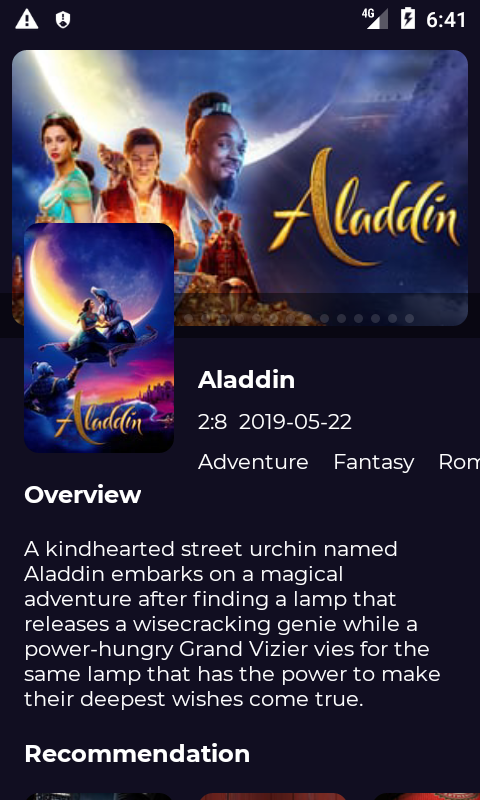 4G 6:41
Aladdin
Aladdin
Aladdin
2:8 2019-05-22
Adventure Fantasy Rom
Overview
A kindhearted street urchin named
Aladdin embarks on a magical
adventure after finding a lamp that
releases a wisecracking genie while a
power-hungry Grand Vizier vies for the
same lamp that has the power to make
their deepest wishes come true.
Recommendation